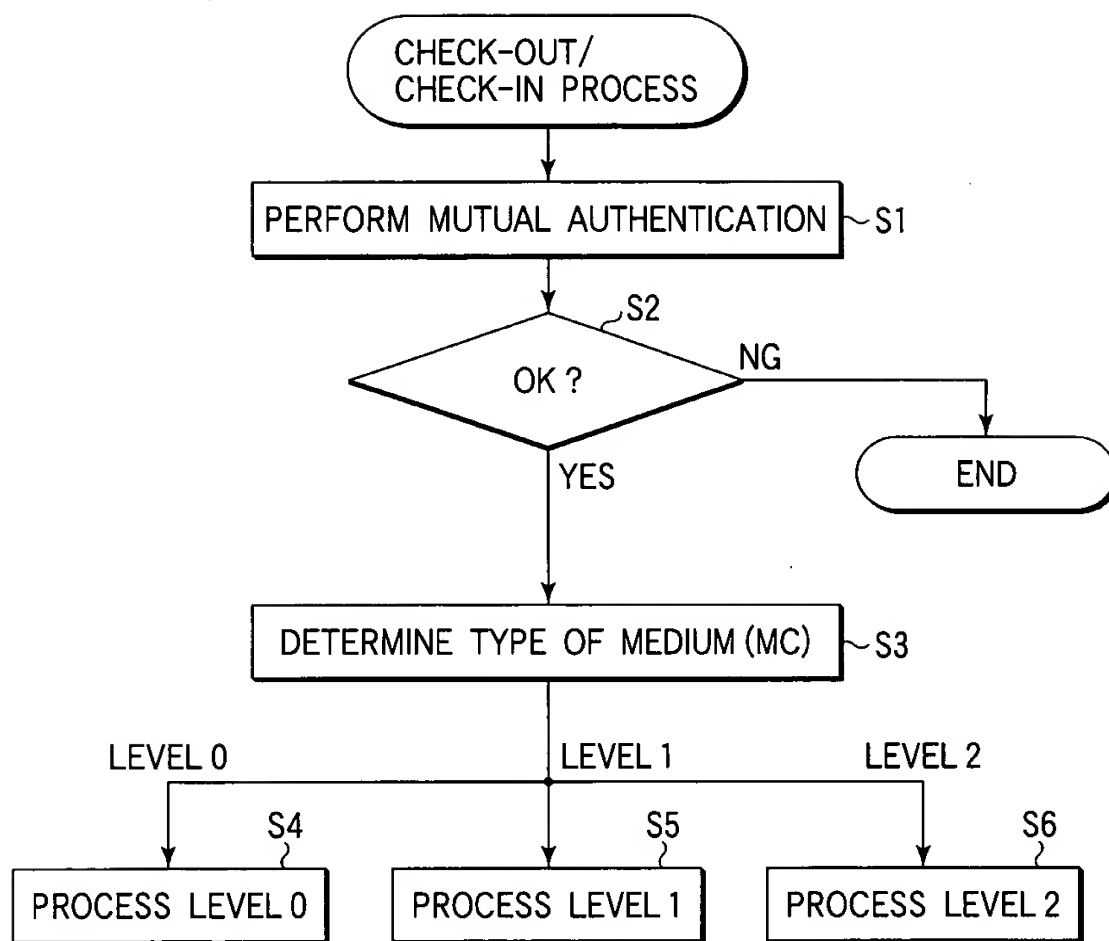 CHECK-OUT/
CHECK-IN PROCESS
PERFORM MUTUAL AUTHENTICATION
S1
S2
OK?
NG
END
YES
DETERMINE TYPE OF MEDIUM (MC)
S3
LEVEL 0
LEVEL 1
LEVEL 2
S4
S5
S6
PROCESS LEVEL 0
PROCESS LEVEL 1
PROCESS LEVEL 2